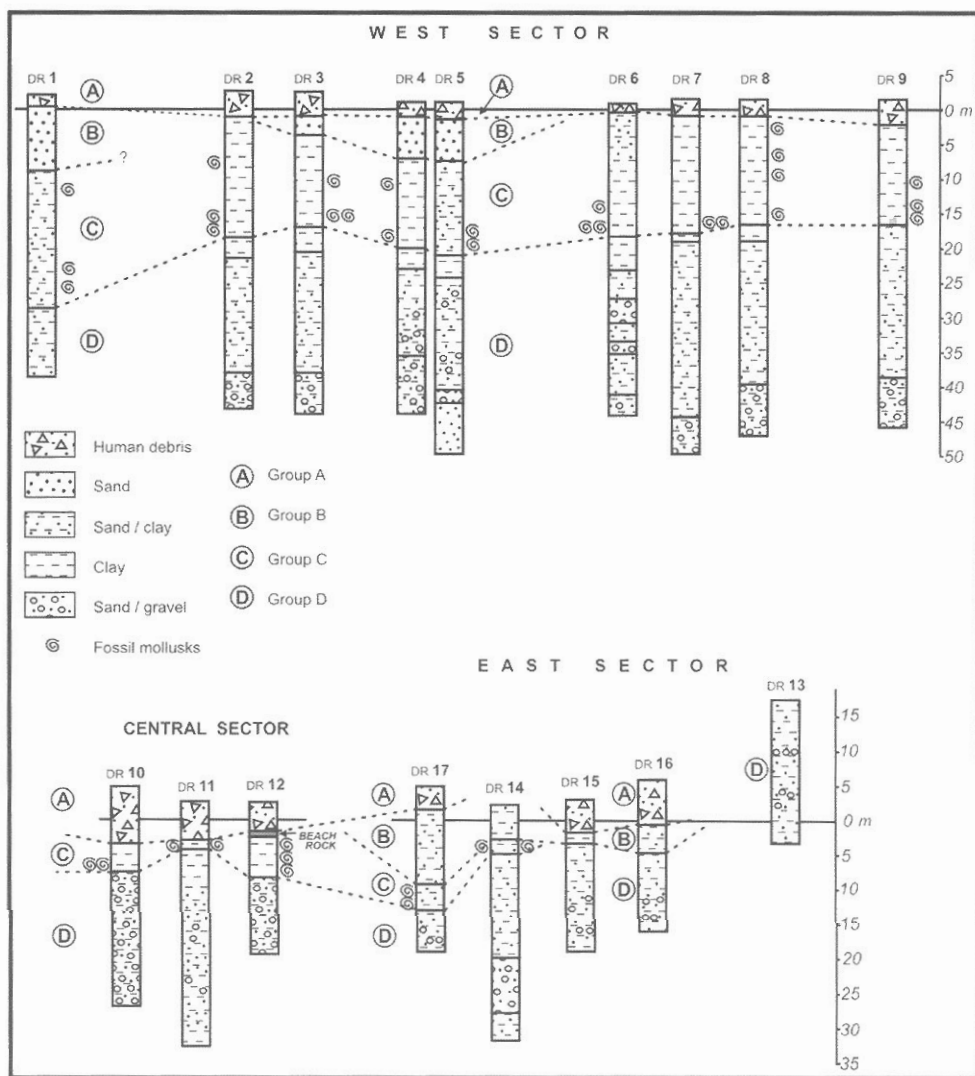 WEST SECTOR
DR 1 DR 2 DR 3 DR 4 DR 5 DR 6 DR 7 DR 8 DR 9
5
0 m
5
10
15
20
25
30
35
40
45
50
A
B
?
C
D
A
B
C
D
Human debris
Sand
Sand / clay
Clay
Sand / gravel
Fossil mollusks
A Group A
B Group B
C Group C
D Group D
EAST SECTOR
CENTRAL SECTOR
DR 10 DR 11 DR 12
BEACH
ROCK
A
C
D
DR 17 DR 14 DR 15 DR 16 DR 13
A
B
C
D
A
B
D
D
15
10
5
0 m
5
10
15
20
25
30
35